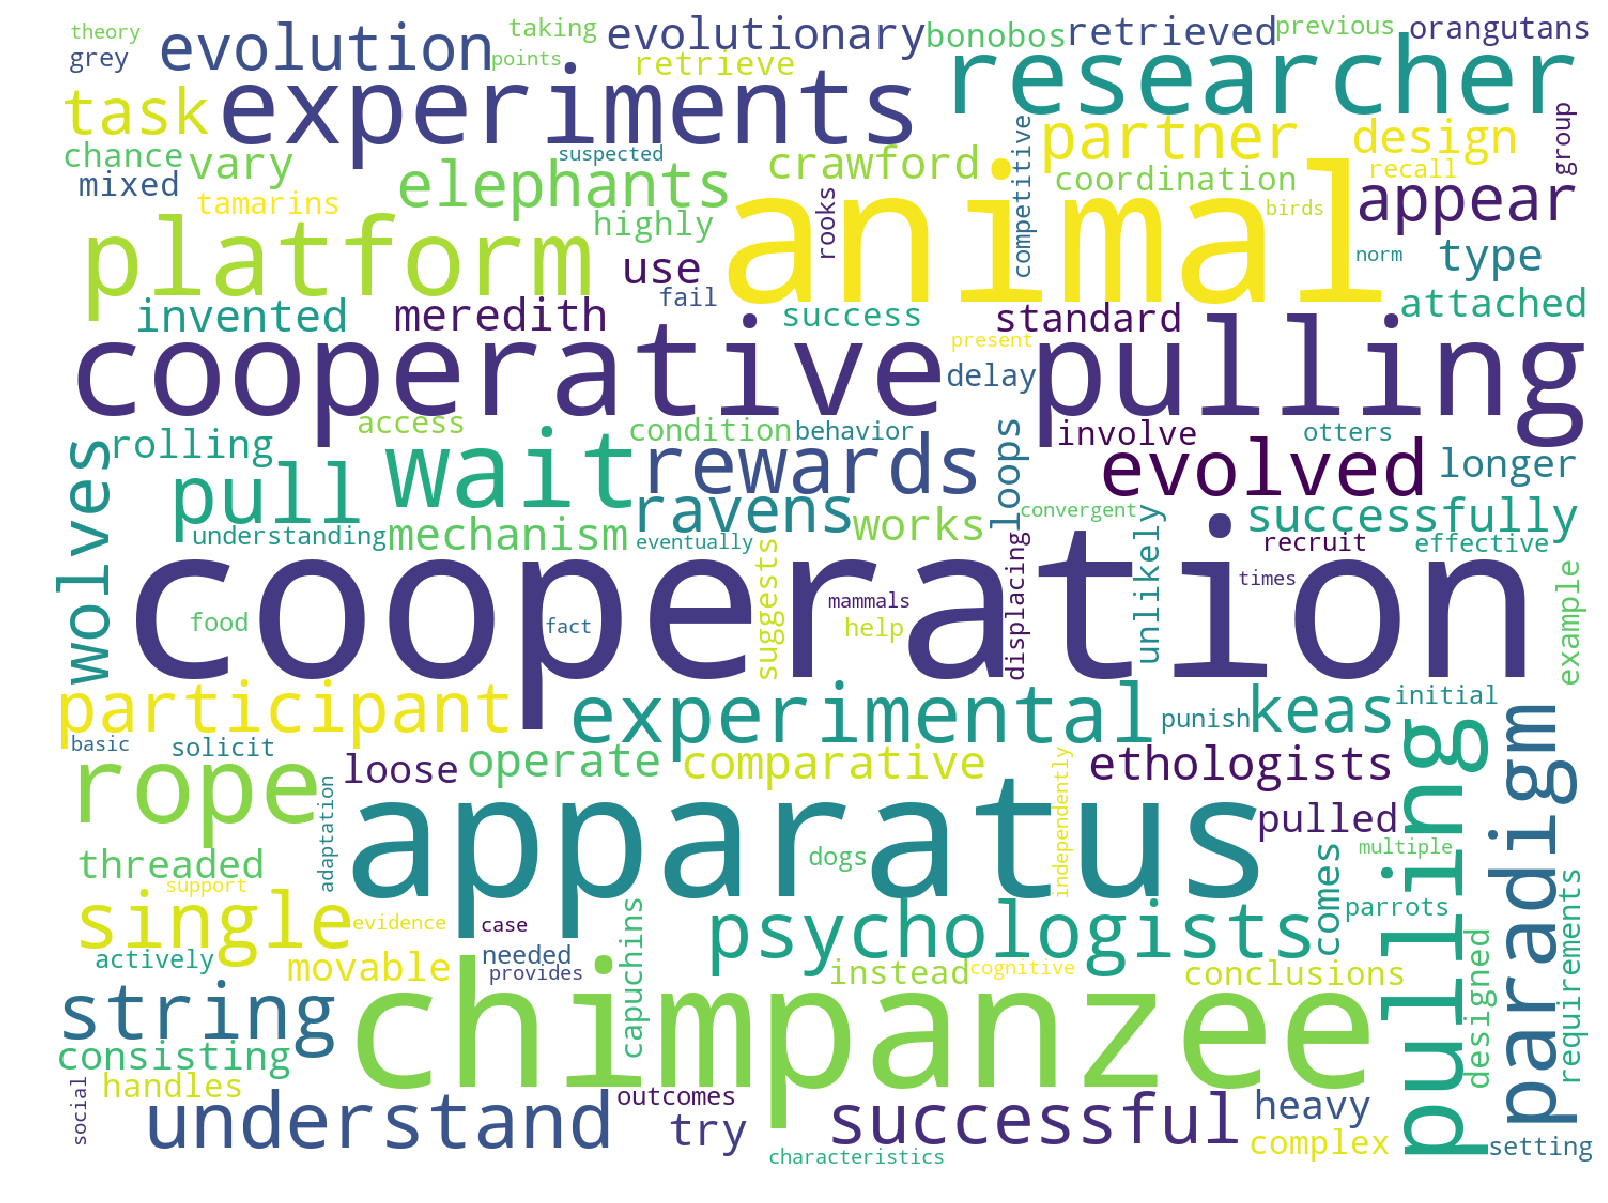 theory
grey
evolution
points
taking
evolutionary
retrieve
bonobos
retrieved
previous
orangutans
task
experiments
researcher
chance
vary
suspected
crawford
competitive
partner
design
group
mixed
tamarins
elephants
highly
rooks
coordination
recall
birds
appear
platform
animal
use
norm
type
invented
meredith
fail
success
standard
attached
cooperative
present
delay
pulling
access
condition
behavior
loops
involve
otters
wolves
rolling
pull
wait
rewards
evolved
longer
understanding
mechanism
ravens
works
convergent
successfully
eventually
suggests
unlikely
recruit
effective
cooperation
displacing
times
example
food
fact
mammals
help
participant
experimental
keas
initial
punish
basic
solicit
loose
operate
comparative
ethologists
pulling
paradigm
rope
adaptation
apparatus
independently
pulled
threaded
dogs
comes
multiple
support
single
evidence
case
psychologists
parrots
requirements
actively
movable
needed
provides
capuchins
instead
cognitive
conclusions
designed
string
chimpanzee
consisting
handles
social
understand
outcomes
try
successful
heavy
complex
setting
characteristics